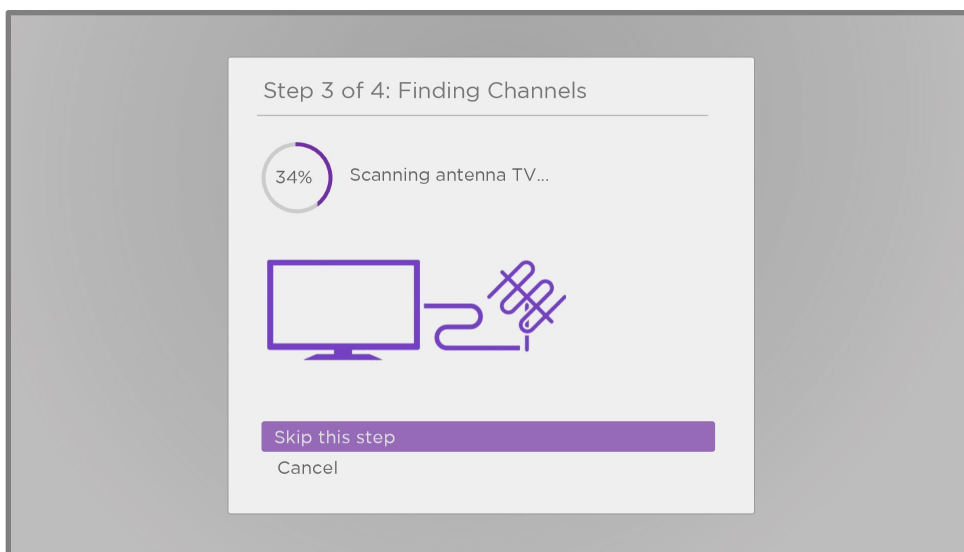 Step 3 of 4: Finding Channels
34%
Scanning antenna TV...
Skip this step
Cancel